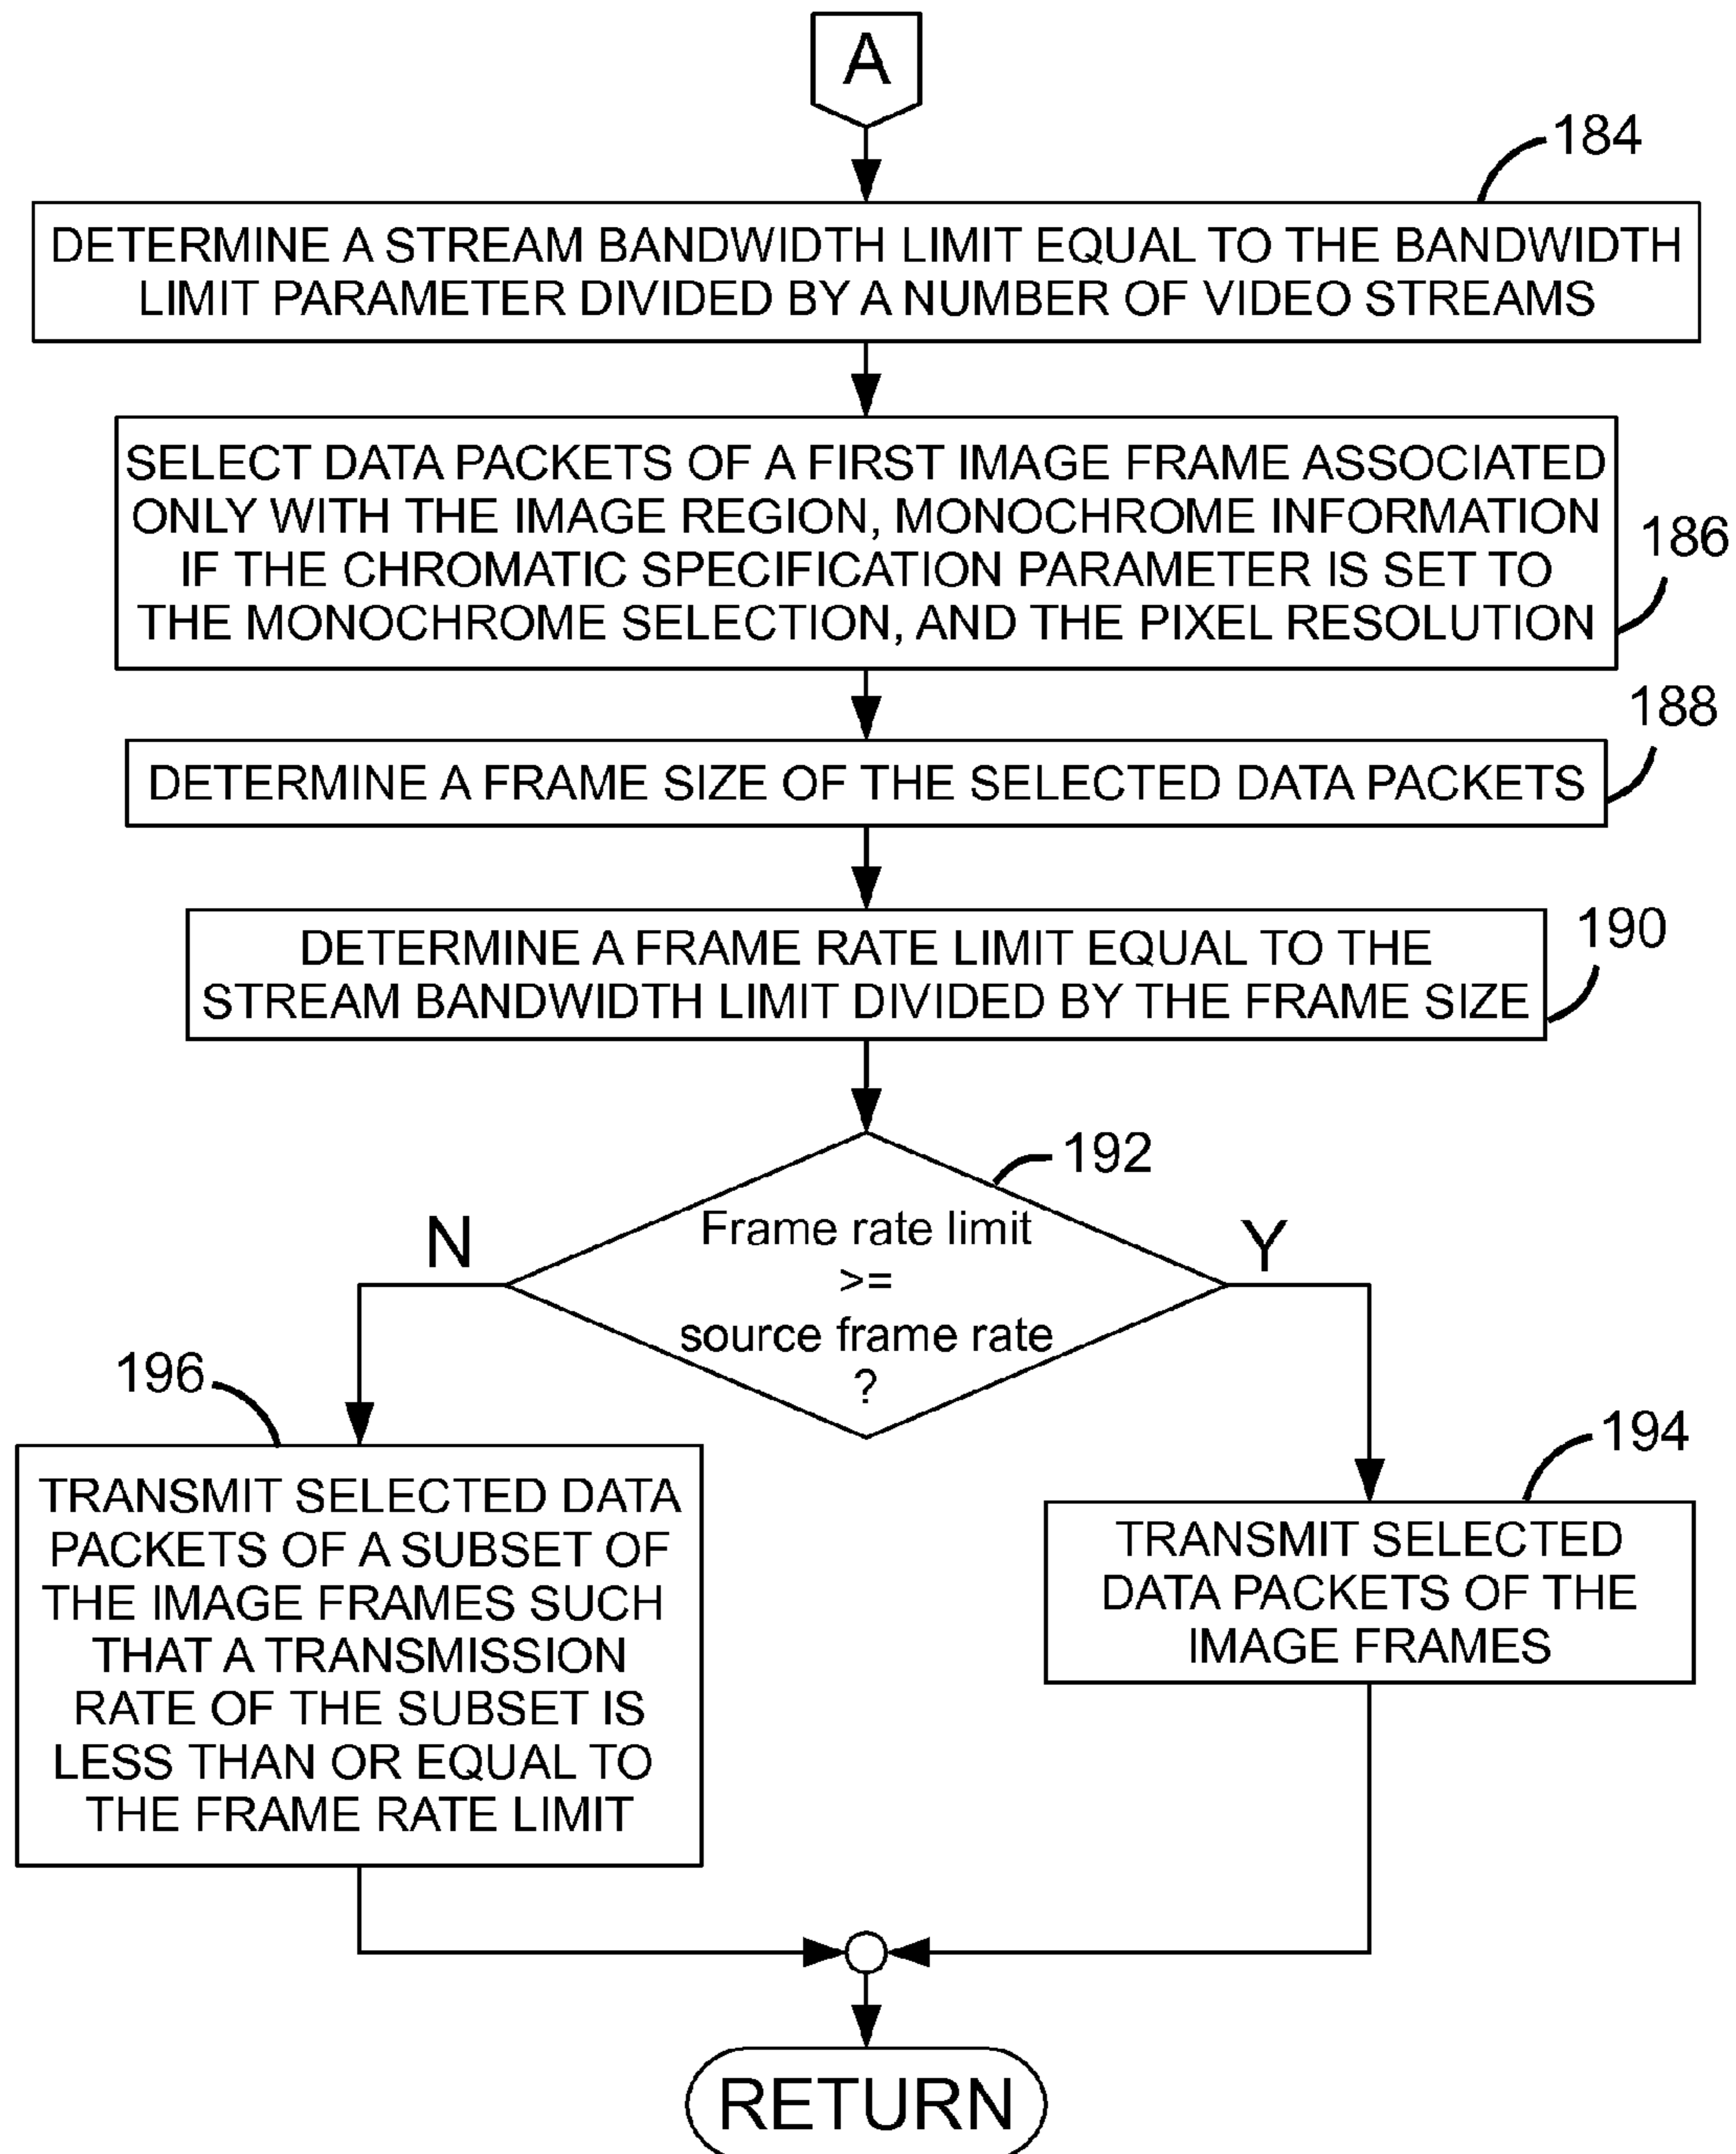 A
184
DETERMINE A STREAM BANDWIDTH LIMIT EQUAL TO THE BANDWIDTH
LIMIT PARAMETER DIVIDED BY A NUMBER OF VIDEO STREAMS
SELECT DATA PACKETS OF A FIRST IMAGE FRAME ASSOCIATED
ONLY WITH THE IMAGE REGION, MONOCHROME INFORMATION
IF THE CHROMATIC SPECIFICATION PARAMETER IS SET TO
THE MONOCHROME SELECTION, AND THE PIXEL RESOLUTION
186
188
DETERMINE A FRAME SIZE OF THE SELECTED DATA PACKETS
190
DETERMINE A FRAME RATE LIMIT EQUAL TO THE
STREAM BANDWIDTH LIMIT DIVIDED BY THE FRAME SIZE
192
N
Y
Frame rate limit
>=
source frame rate
?
196
TRANSMIT SELECTED DATA
PACKETS OF A SUBSET OF
THE IMAGE FRAMES SUCH
THAT A TRANSMISSION
RATE OF THE SUBSET IS
LESS THAN OR EQUAL TO
THE FRAME RATE LIMIT
194
TRANSMIT SELECTED
DATA PACKETS OF THE
IMAGE FRAMES
RETURN